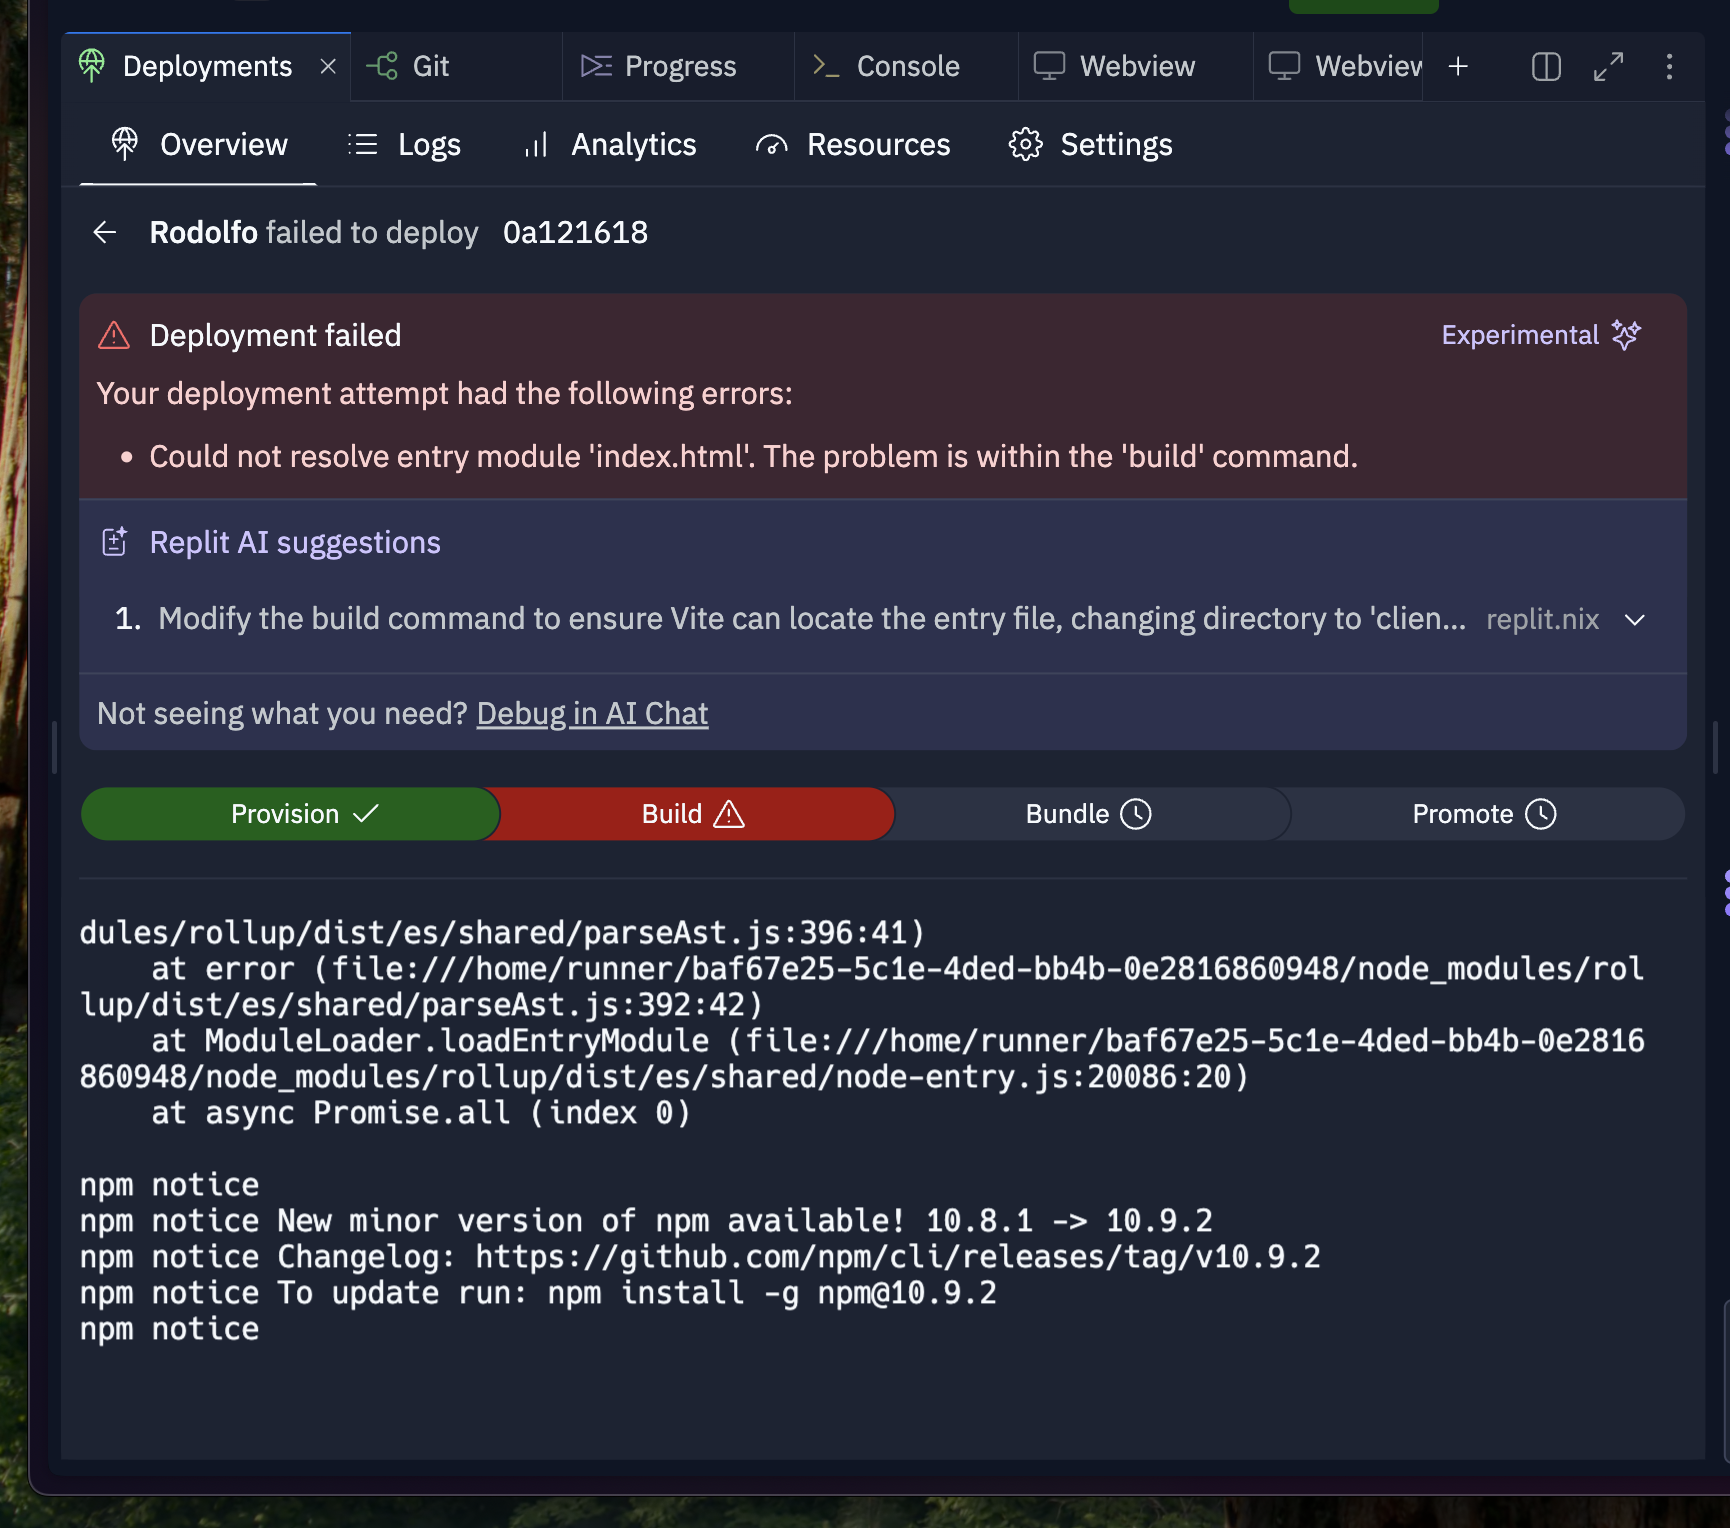 Deployments
Git
Progress
Console
Webview
Webview
Overview
Logs
Analytics
Resources
Settings
Rodolfo failed to deploy 0a121618
Deployment failed
Experimental
Your deployment attempt had the following errors:
• Could not resolve entry module 'index.html'. The problem is within the 'build' command.
Replit AI suggestions
1. Modify the build command to ensure Vite can locate the entry file, changing directory to 'clien... replit.nix
Not seeing what you need? Debug in AI Chat
Provision
Build
Bundle
Promote
dules/rollup/dist/es/shared/parseAst.js:396:41)
    at error (file:///home/runner/baf67e25-5c1e-4ded-bb4b-0e2816860948/node_modules/rol
lup/dist/es/shared/parseAst.js:392:42)
    at ModuleLoader.loadEntryModule (file:///home/runner/baf67e25-5c1e-4ded-bb4b-0e2816
860948/node_modules/rollup/dist/es/shared/node-entry.js:20086:20)
    at async Promise.all (index 0)
npm notice
npm notice New minor version of npm available! 10.8.1 -> 10.9.2
npm notice Changelog: https://github.com/npm/cli/releases/tag/v10.9.2
npm notice To update run: npm install -g npm@10.9.2
npm notice